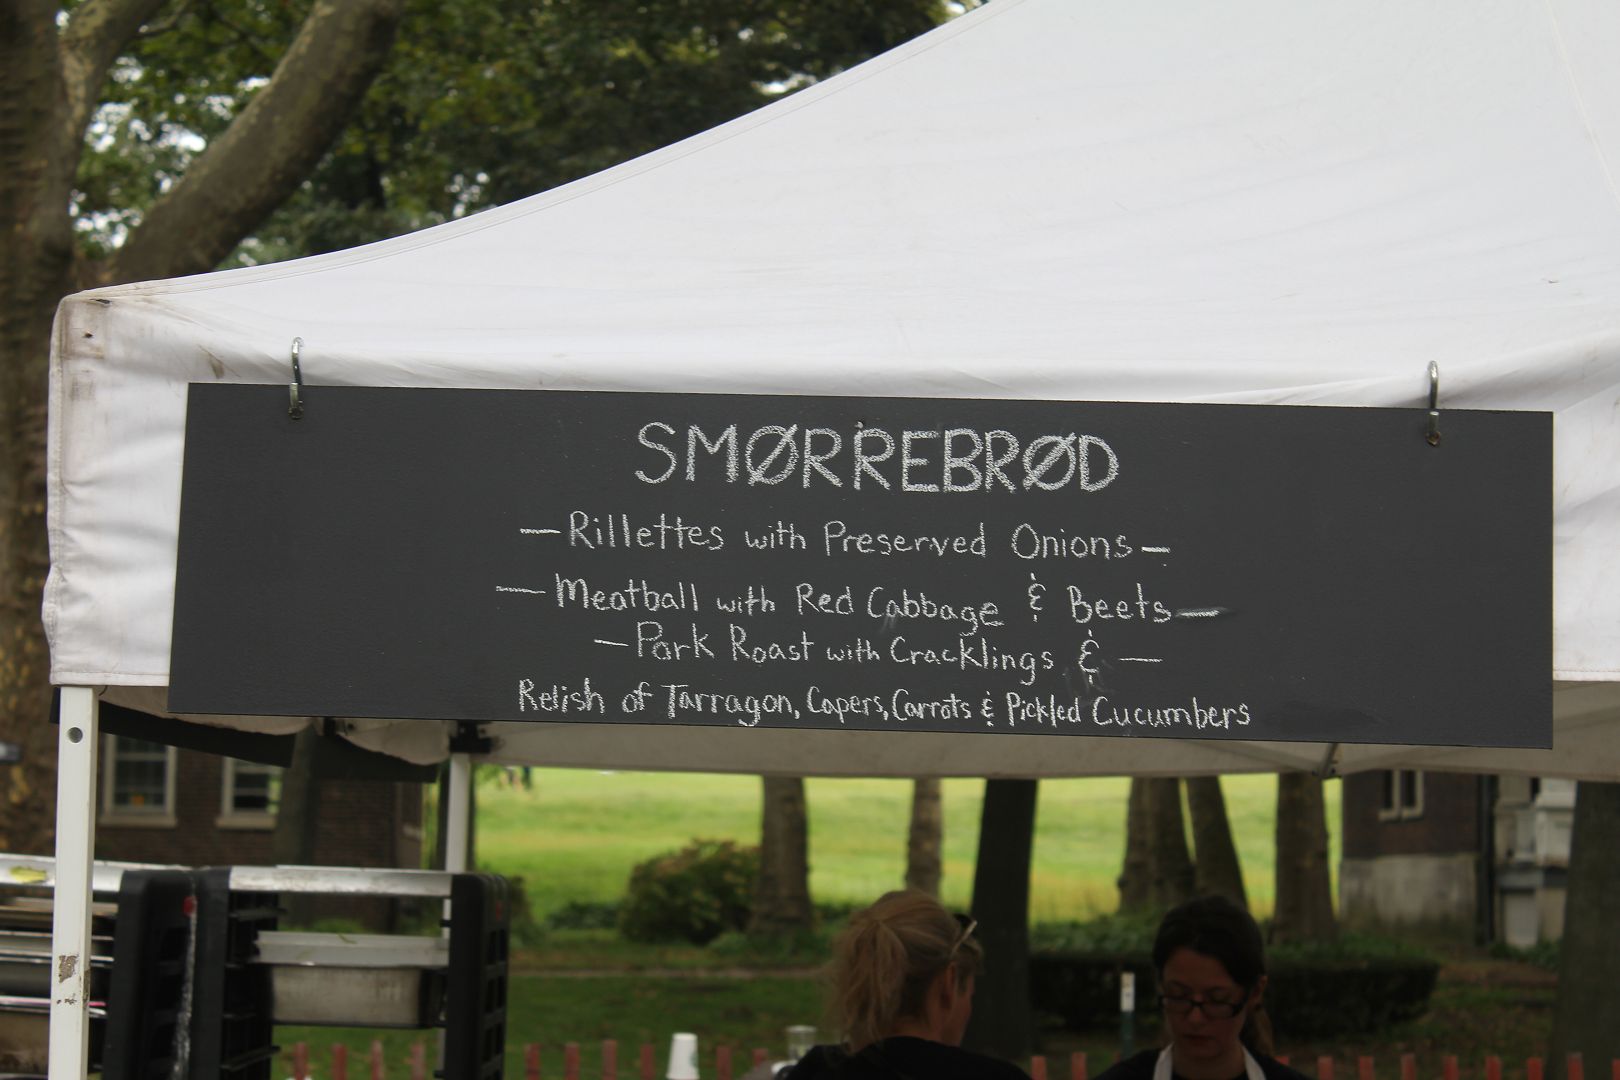 SMØRREBRØD
— Rillettes with Preserved Onions —
— Meatball with Red Cabbage & Beets —
— Pork Roast with Cracklings & —
Relish of Tarragon, Capers, Carrots & Pickled Cucumbers